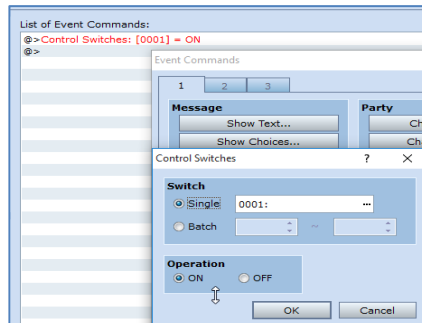 List of Event Commands:
@>Control Switches: [0001] = ON
@>
Event Commands
1 2 3
Message Party
Show Text...
Show Choices...
Control Switches ? ×
Switch
Single 0001: ...
Batch ~
Operation
ON OFF
OK Cancel